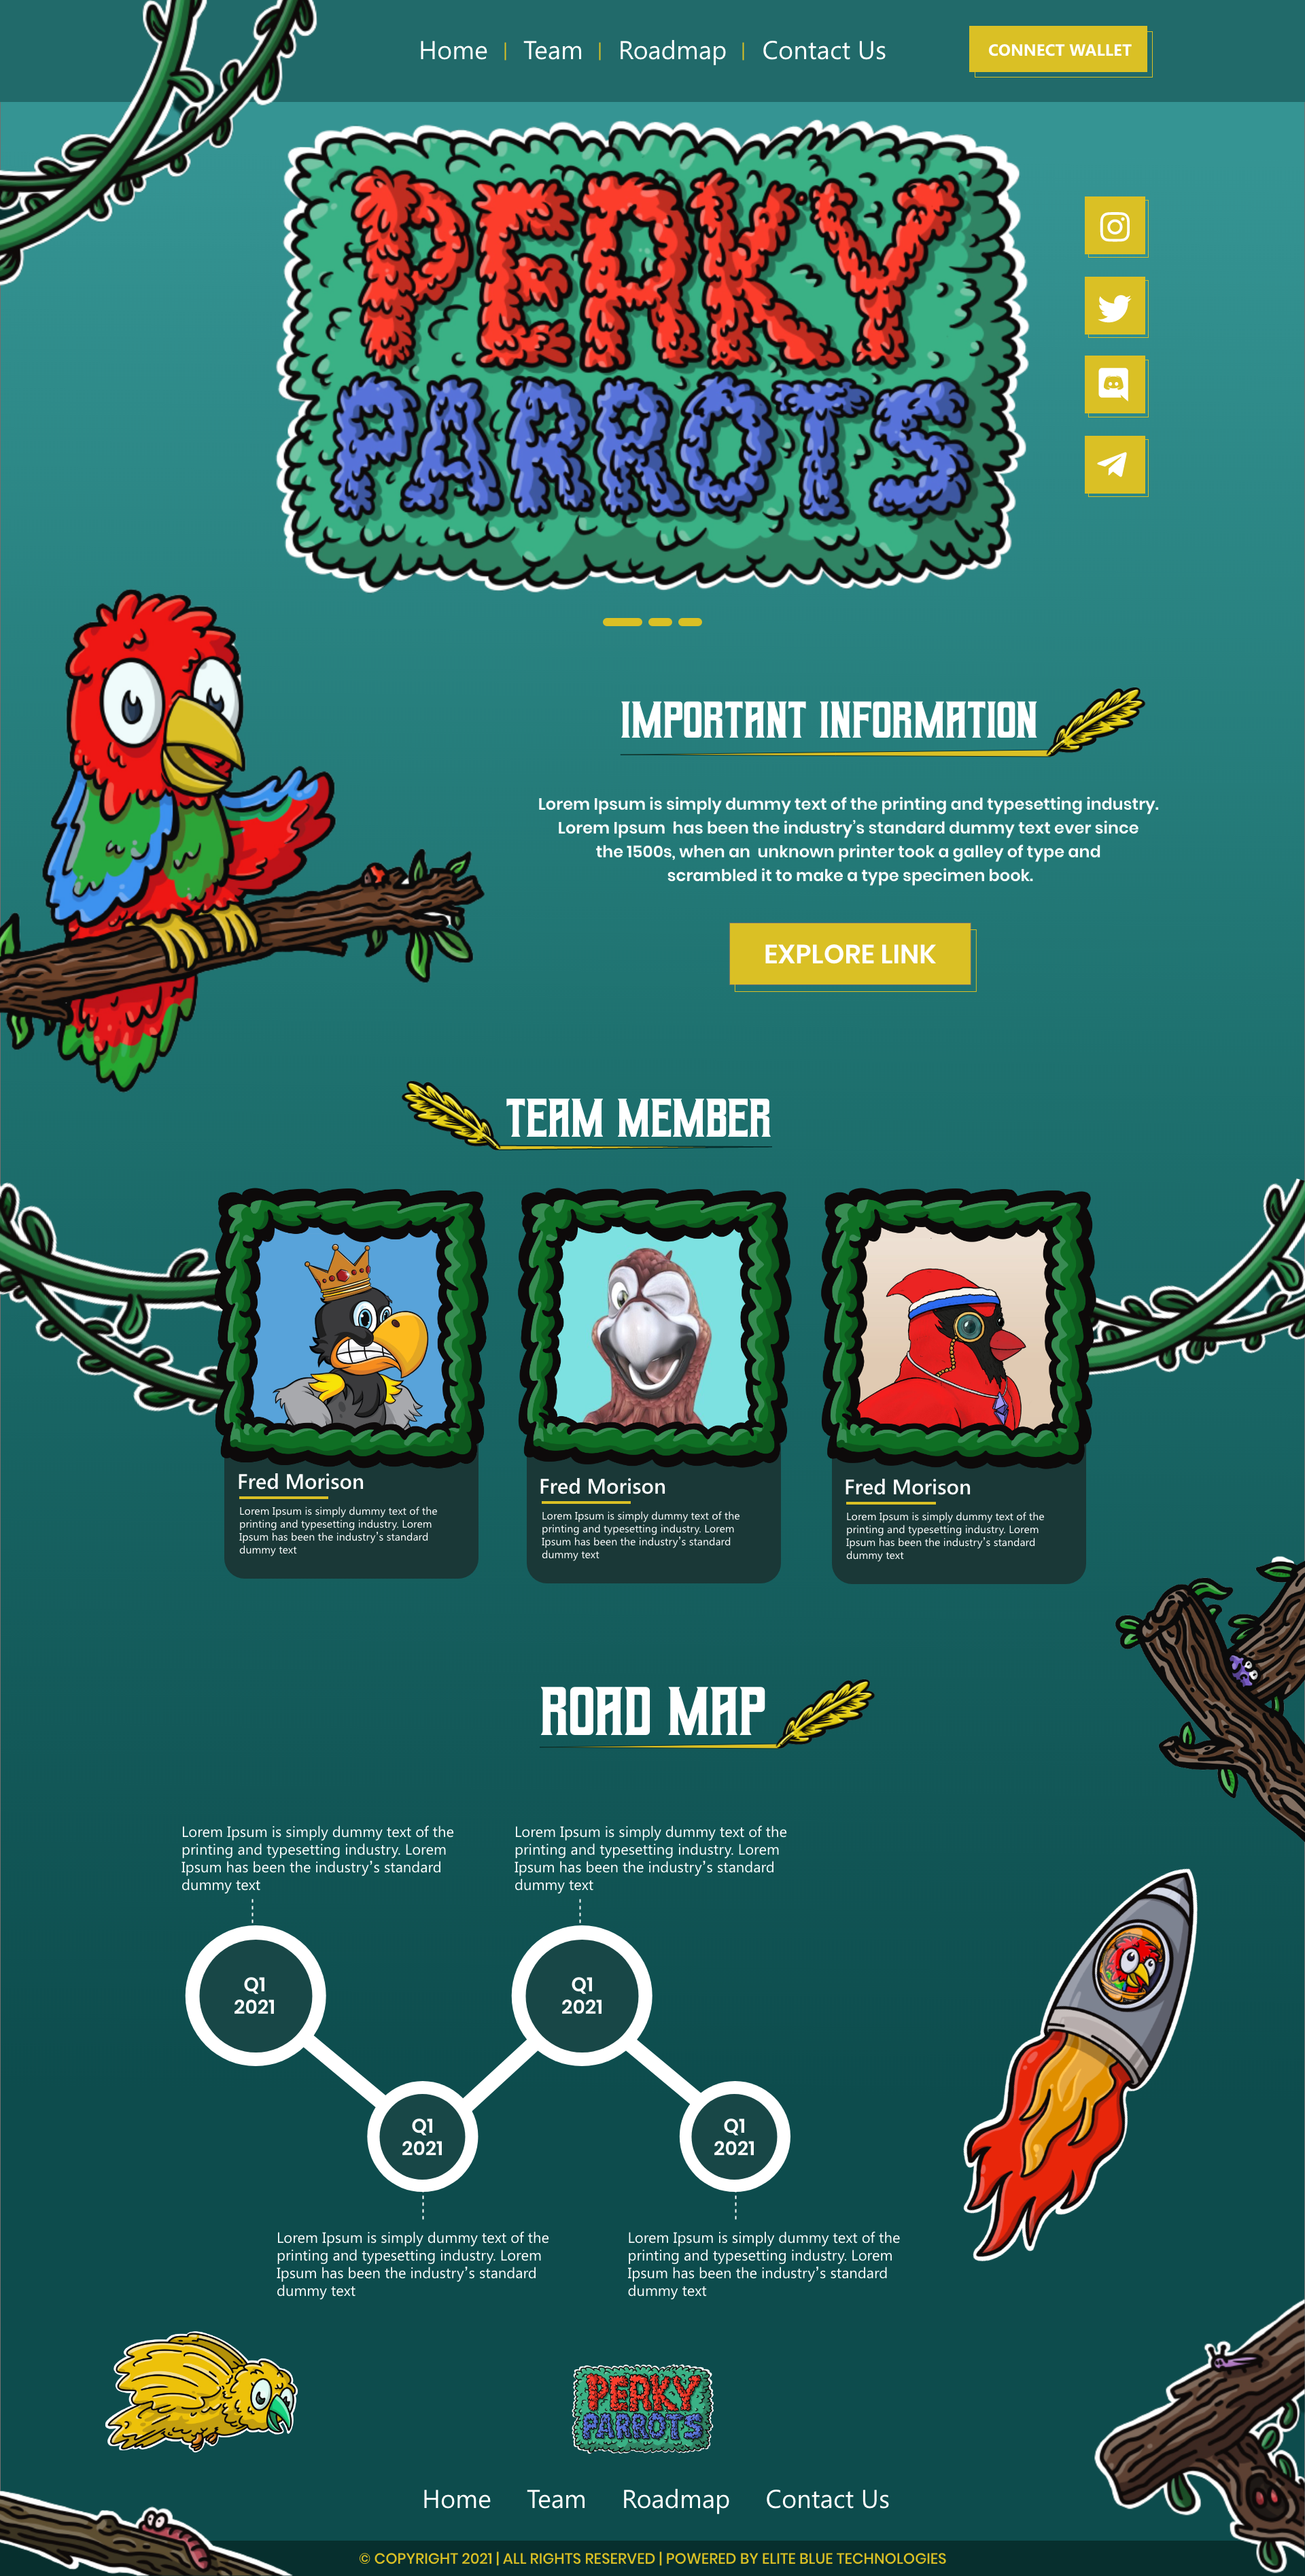 Home | Team | Roadmap | Contact Us
CONNECT WALLET
PERKY
PARROTS
IMPORTANT INFORMATION
Lorem Ipsum is simply dummy text of the printing and typesetting industry.
Lorem Ipsum has been the industry's standard dummy text ever since
the 1500s, when an unknown printer took a galley of type and
scrambled it to make a type specimen book.
EXPLORE LINK
TEAM MEMBER
Fred Morison
Lorem Ipsum is simply dummy text of the
printing and typesetting industry. Lorem
Ipsum has been the industry's standard
dummy text
Fred Morison
Lorem Ipsum is simply dummy text of the
printing and typesetting industry. Lorem
Ipsum has been the industry's standard
dummy text
Fred Morison
Lorem Ipsum is simply dummy text of the
printing and typesetting industry. Lorem
Ipsum has been the industry's standard
dummy text
ROAD MAP
Lorem Ipsum is simply dummy text of the
printing and typesetting industry. Lorem
Ipsum has been the industry's standard
dummy text
Lorem Ipsum is simply dummy text of the
printing and typesetting industry. Lorem
Ipsum has been the industry's standard
dummy text
Q1
2021
Q1
2021
Q1
2021
Q1
2021
Lorem Ipsum is simply dummy text of the
printing and typesetting industry. Lorem
Ipsum has been the industry's standard
dummy text
Lorem Ipsum is simply dummy text of the
printing and typesetting industry. Lorem
Ipsum has been the industry's standard
dummy text
PERKY
PARROTS
Home Team Roadmap Contact Us
© COPYRIGHT 2021 | ALL RIGHTS RESERVED | POWERED BY ELITE BLUE TECHNOLOGIES